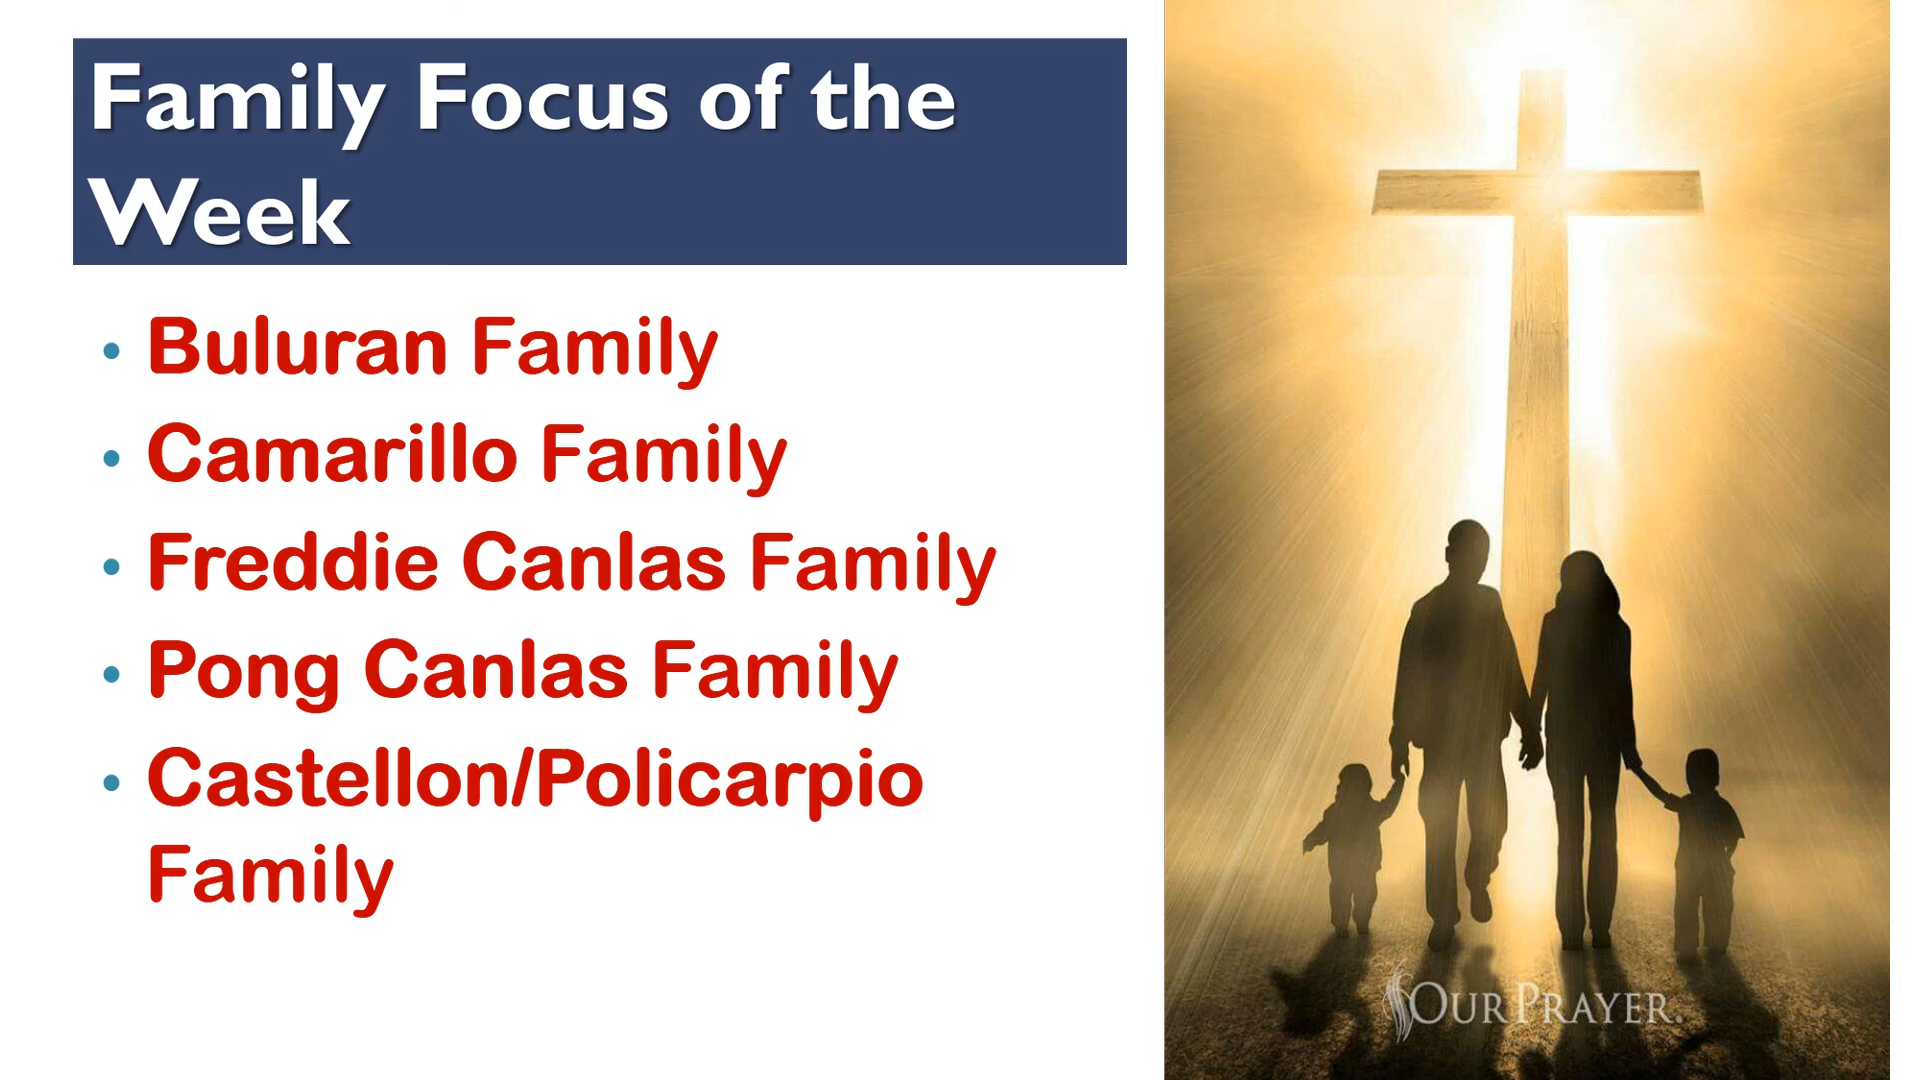 Family Focus of the
Week
• Buluran Family
• Camarillo Family
• Freddie Canlas Family
• Pong Canlas Family
• Castellon/Policarpio
Family
OURPRAYER.